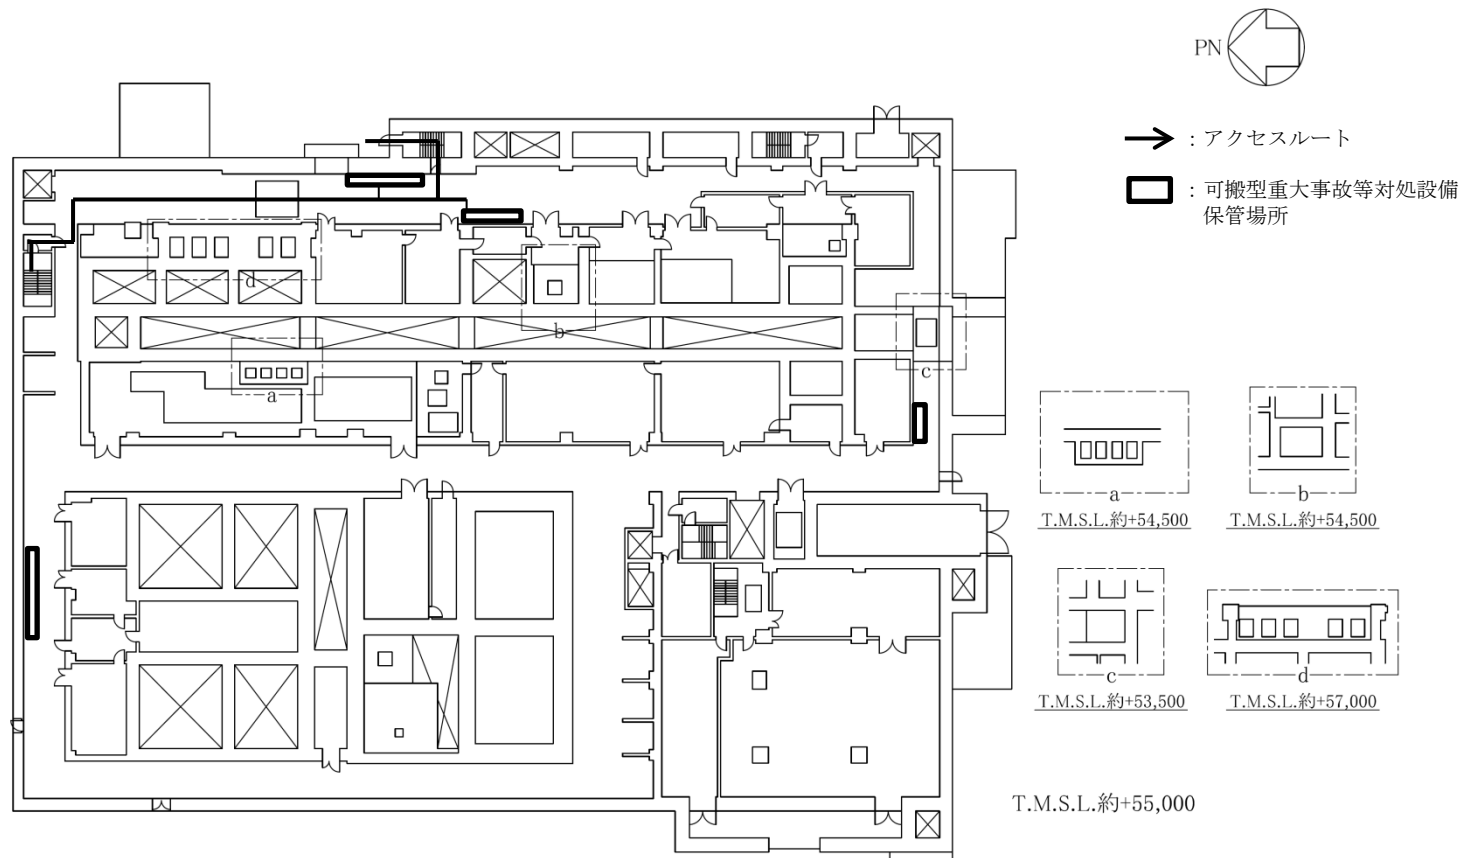 PN
：アクセスルート
：可搬型重大事故等対処設備
保管場所
d
b
c
a
a
T.M.S.L.約+54,500
b
T.M.S.L.約+54,500
c
T.M.S.L.約+53,500
d
T.M.S.L.約+57,000
T.M.S.L.約+55,000